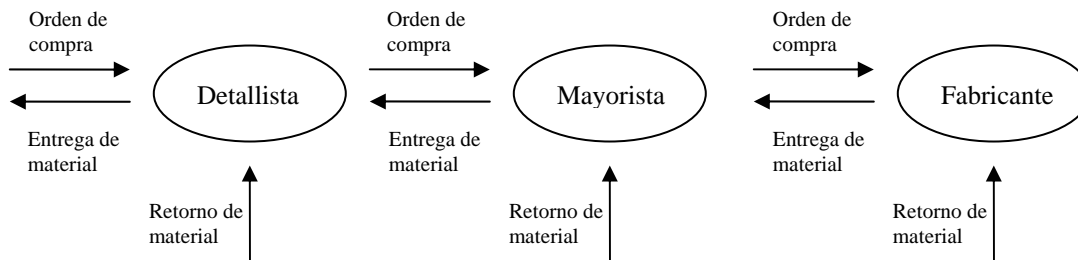 Orden de
compra
Orden de
compra
Orden de
compra
Detallista
Mayorista
Fabricante
Entrega de
material
Entrega de
material
Entrega de
material
Retorno de
material
Retorno de
material
Retorno de
material